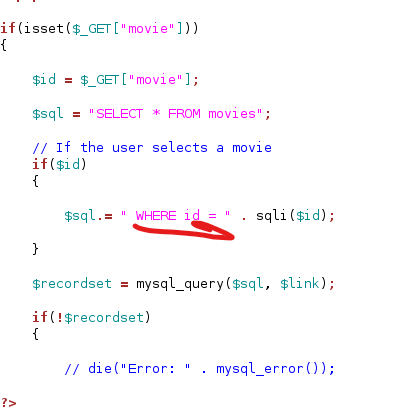 if(isset($_GET["movie"]))
{
$id = $_GET["movie"];
$sql = "SELECT * FROM movies";
// If the user selects a movie
if($id)
{
$sql.= " WHERE id = " . sqli($id);
}
$recordset = mysql_query($sql, $link);
if(!$recordset)
{
// die("Error: " . mysql_error());
?>